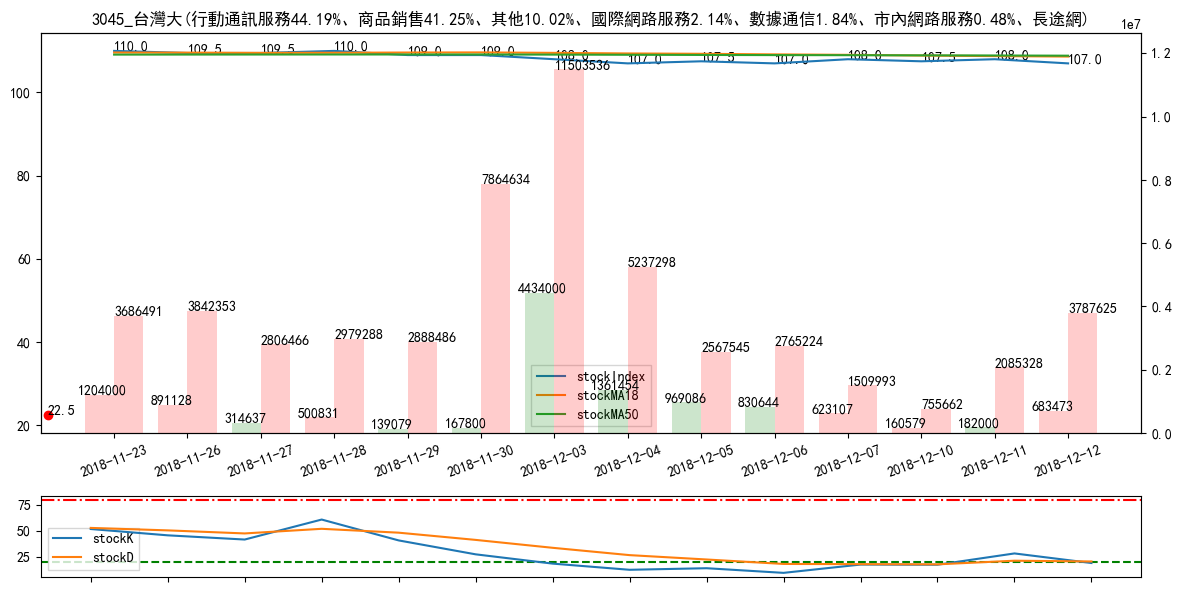 3045_台灣大(行動通訊服務44.19%、商品銷售41.25%、其他10.02%、國際網路服務2.14%、數據通信1.84%、市內網路服務0.48%、長途網)
1e7
110.0 109.5 109.5 110.0 109.0 109.0 108.0 107.0 107.5 107.0 108.0 107.5 108.0 107.0
11503536
7864634
5237298
4434000
3686491 3842353 2806466 2979288 2888486 2567545 2765224 1509993 755662 2085328 3787625
1204000 891128 314637 500831 139079 167800 1361454 969086 830644 623107 160579 182000 683473
22.5
100
80
60
40
20
1.2
1.0
0.8
0.6
0.4
0.2
0.0
stockIndex
stockMA18
stockMA50
2018-11-23 2018-11-26 2018-11-27 2018-11-28 2018-11-29 2018-11-30 2018-12-03 2018-12-04 2018-12-05 2018-12-06 2018-12-07 2018-12-10 2018-12-11 2018-12-12
75
50
25
stockK
stockD